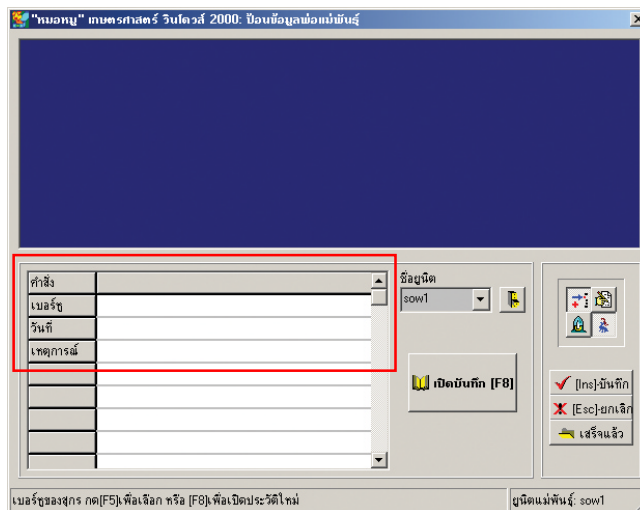 "หมอหมู" เกษตรศาสตร์ วินโดวส์ 2000: ป้อนข้อมูลพ่อแม่พันธุ์
คำสั่ง
เบอร์หู
วันที่
เหตุการณ์
ชื่อยูนิต
sow1
เปิดบันทึก [F8]
[Ins]-บันทึก
[Esc]-ยกเลิก
เสร็จแล้ว
เบอร์หูของสุกร กด[F5]เพื่อเลือก หรือ [F8]เพื่อเปิดประวัติใหม่
ยูนิตแม่พันธุ์: sow1